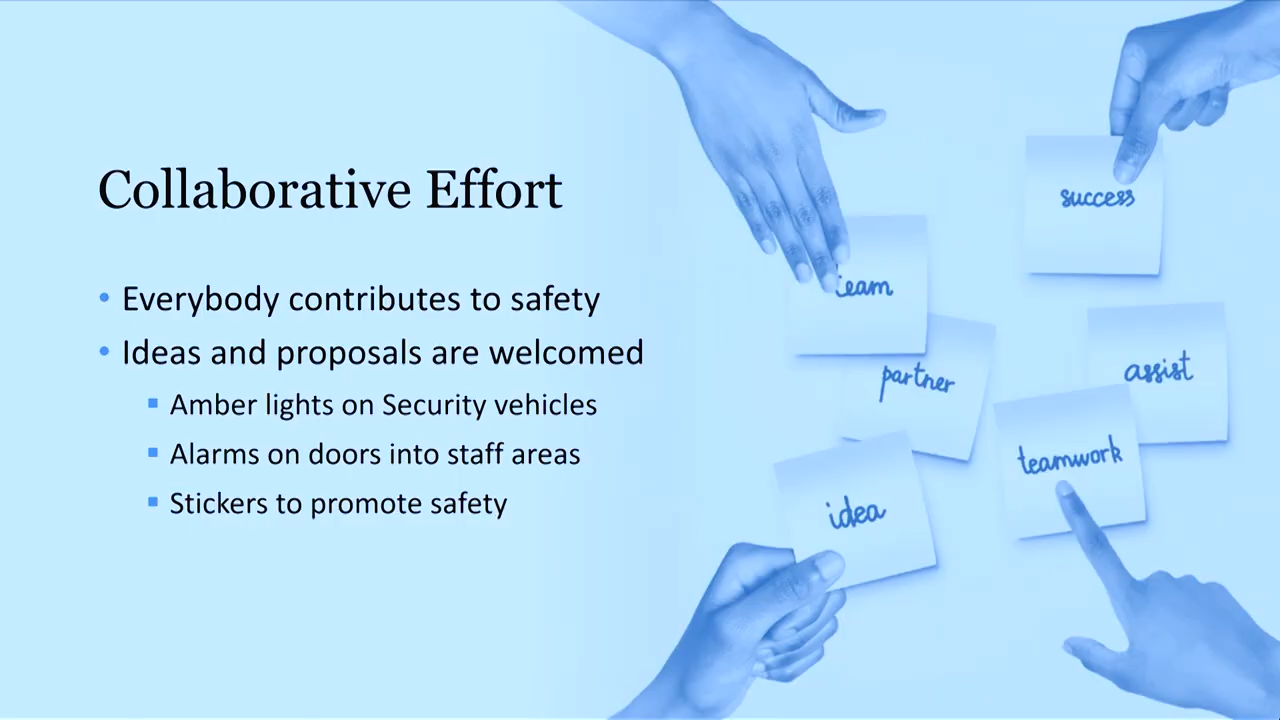 Collaborative Effort
• Everybody contributes to safety
• Ideas and proposals are welcomed
▪ Amber lights on Security vehicles
▪ Alarms on doors into staff areas
▪ Stickers to promote safety
success
team
partner
assist
teamwork
idea